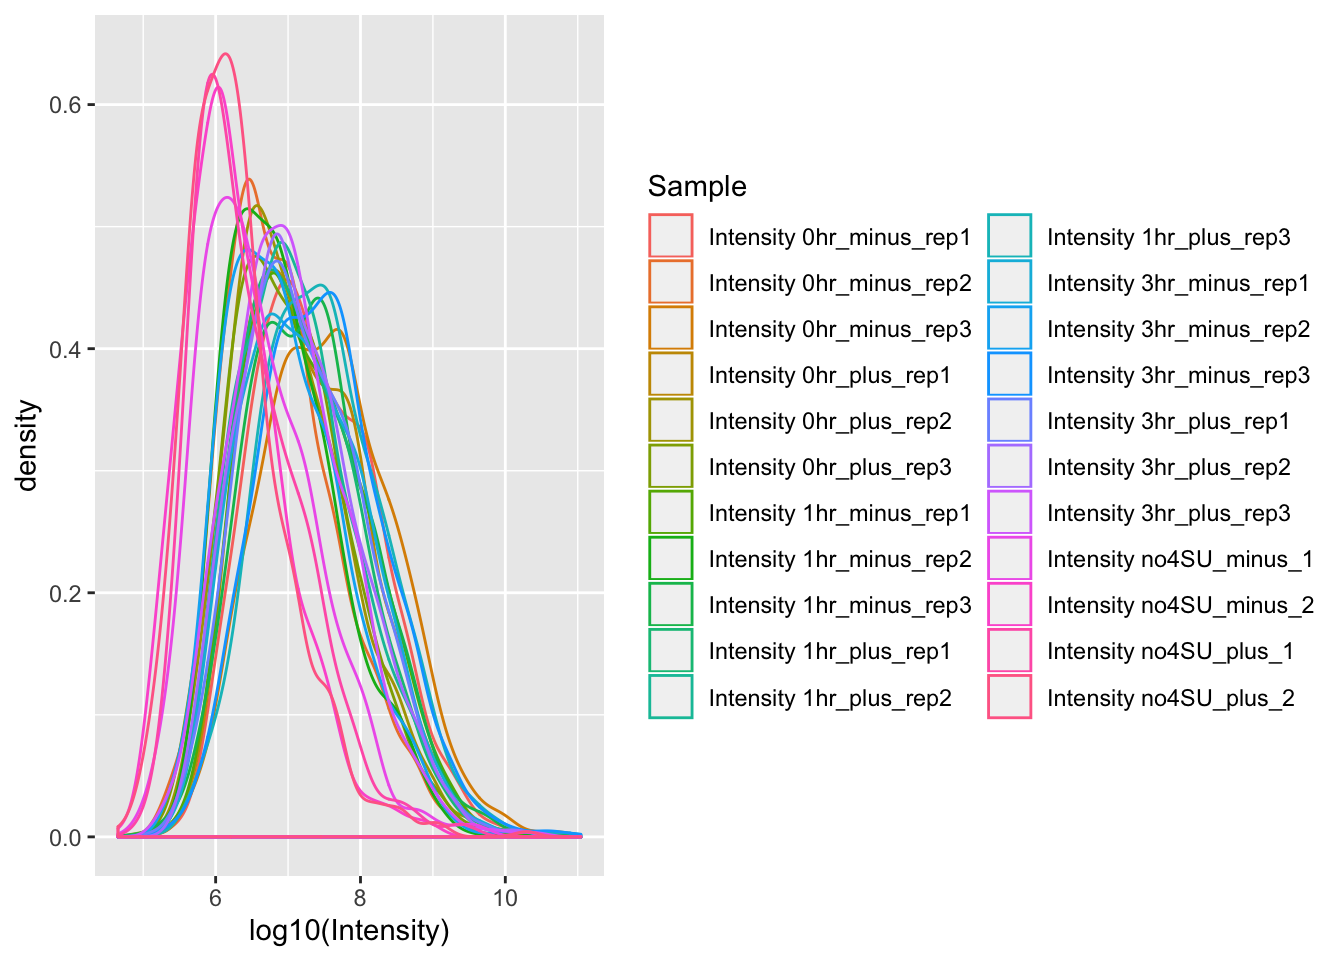 0.6
0.4
0.2
0.0
density
6
8
10
log10(Intensity)
Sample
Intensity 0hr_minus_rep1
Intensity 0hr_minus_rep2
Intensity 0hr_minus_rep3
Intensity 0hr_plus_rep1
Intensity 0hr_plus_rep2
Intensity 0hr_plus_rep3
Intensity 1hr_minus_rep1
Intensity 1hr_minus_rep2
Intensity 1hr_minus_rep3
Intensity 1hr_plus_rep1
Intensity 1hr_plus_rep2
Intensity 1hr_plus_rep3
Intensity 3hr_minus_rep1
Intensity 3hr_minus_rep2
Intensity 3hr_minus_rep3
Intensity 3hr_plus_rep1
Intensity 3hr_plus_rep2
Intensity 3hr_plus_rep3
Intensity no4SU_minus_1
Intensity no4SU_minus_2
Intensity no4SU_plus_1
Intensity no4SU_plus_2